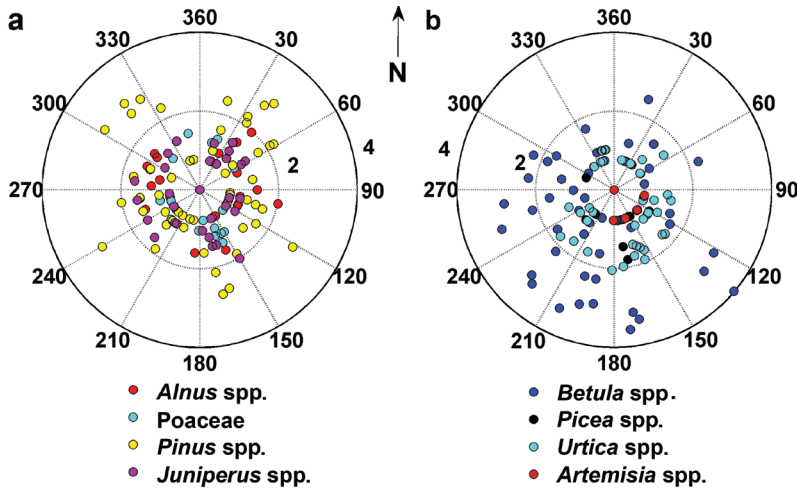 a
360
30
60
90
120
150
180
210
240
270
300
330
2
4
N
b
360
30
60
90
120
150
180
210
240
270
300
330
2
4
Alnus spp.
Poaceae
Pinus spp.
Juniperus spp.
Betula spp.
Picea spp.
Urtica spp.
Artemisia spp.